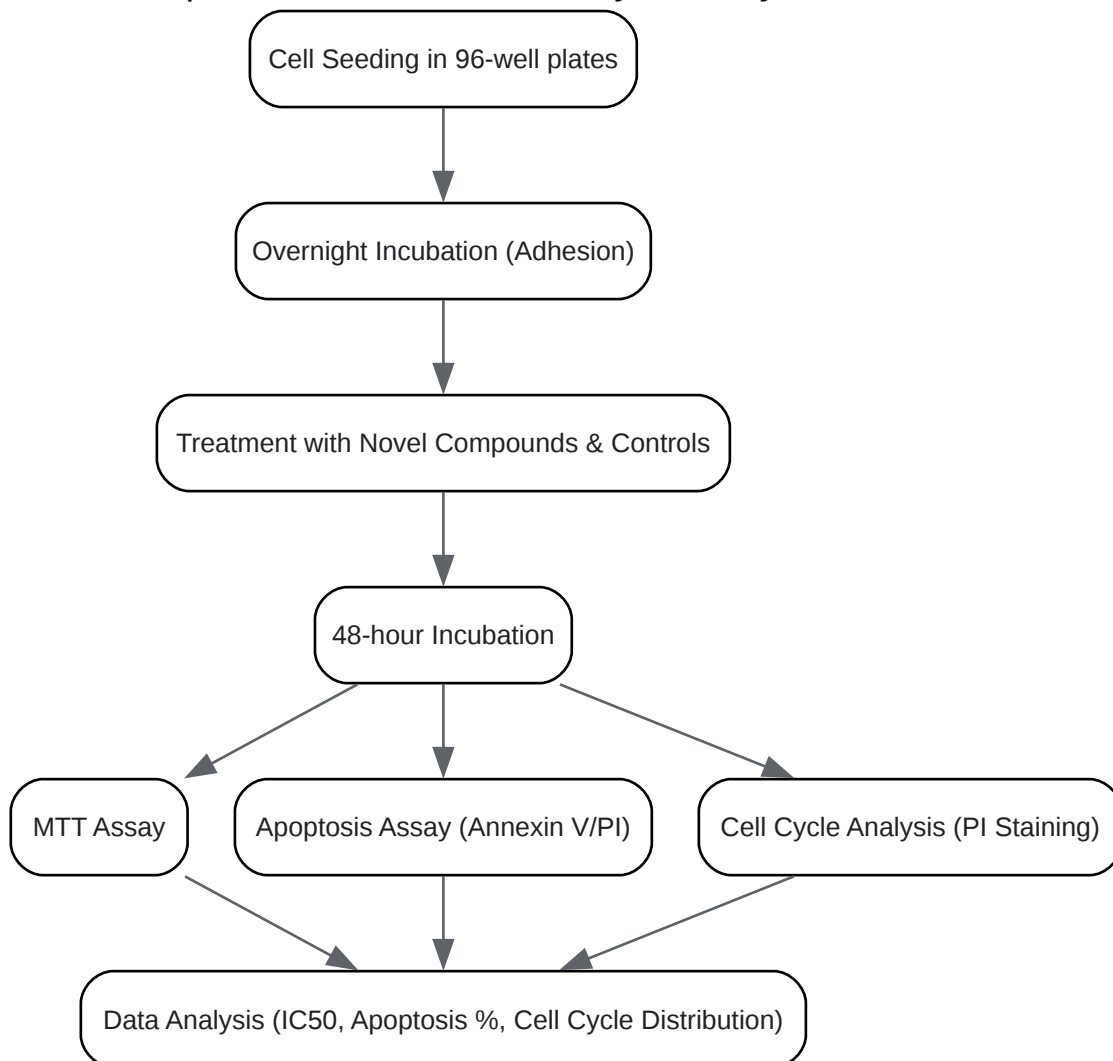 Cell Seeding in 96-well plates
Overnight Incubation (Adhesion)
Treatment with Novel Compounds & Controls
48-hour Incubation
MTT Assay
Apoptosis Assay (Annexin V/PI)
Cell Cycle Analysis (PI Staining)
Data Analysis (IC50, Apoptosis %, Cell Cycle Distribution)